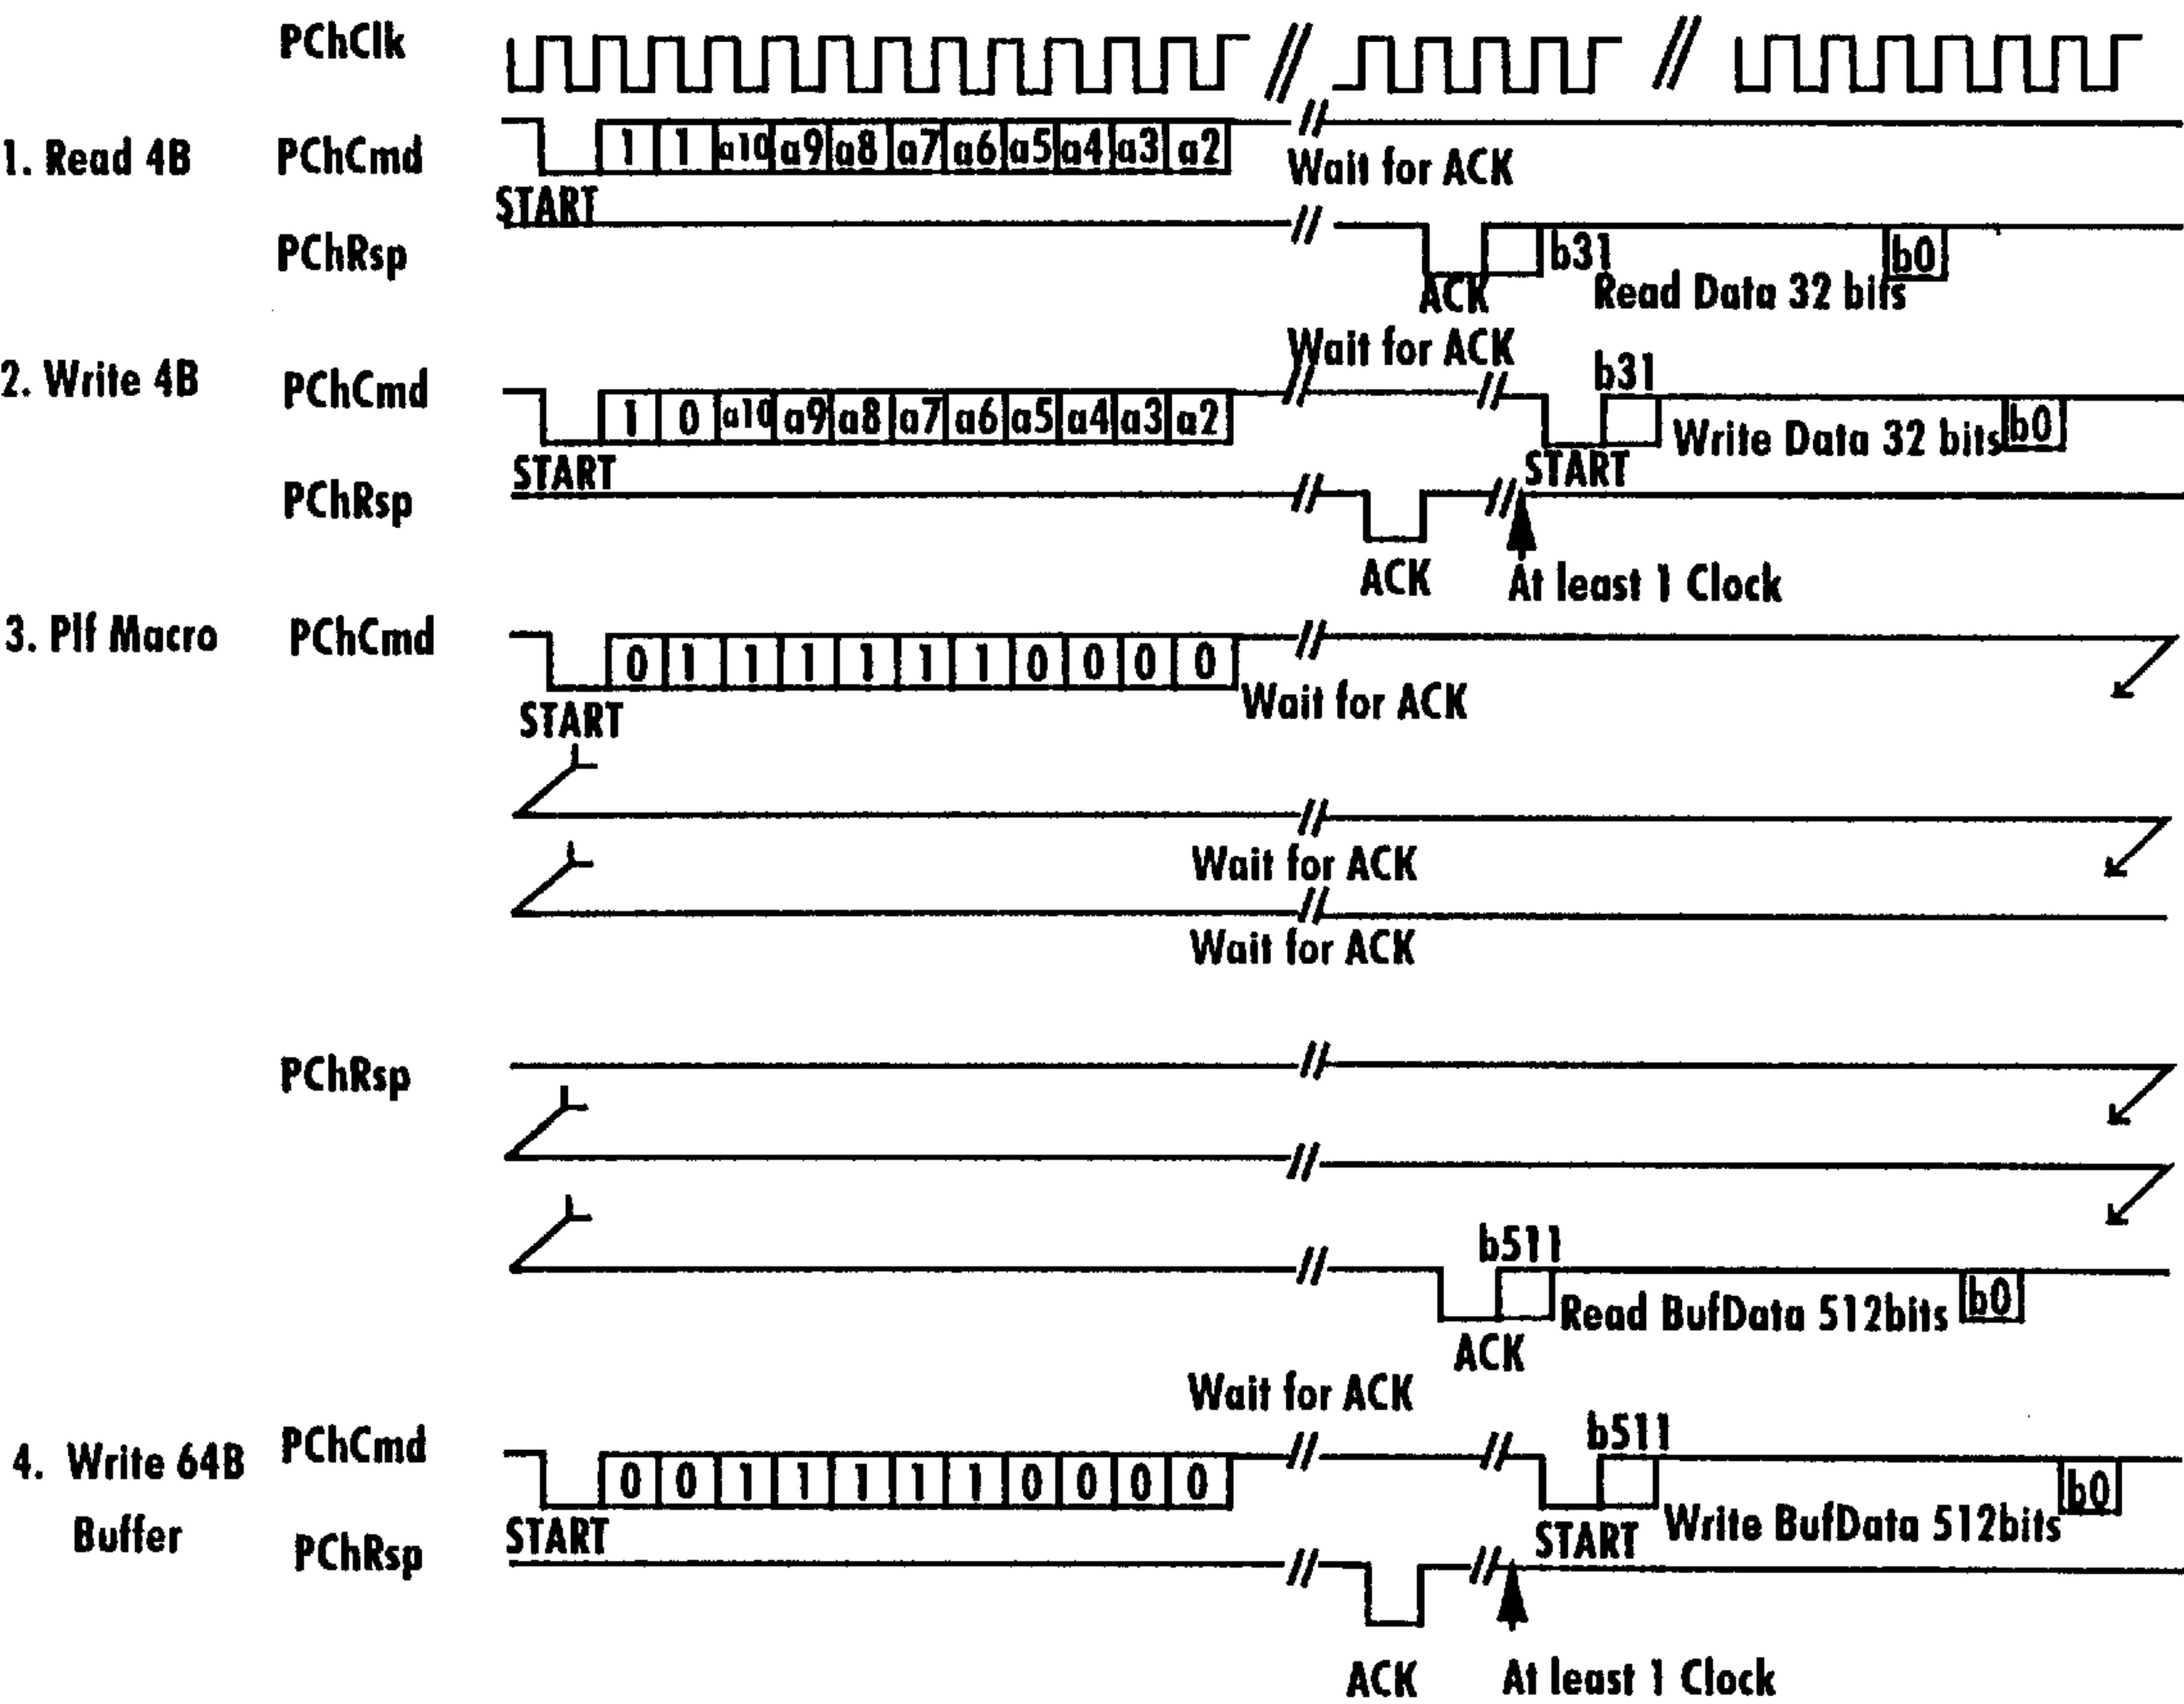 PChClk
1. Read 4B PChCmd 1 1 a10 a9 a8 a7 a6 a5 a4 a3 a2 Wait for ACK
START
PChRsp b31 b0
ACK Read Data 32 bits
Wait for ACK
2. Write 4B PChCmd 1 0 a10 a9 a8 a7 a6 a5 a4 a3 a2 b31 Write Data 32 bits b0
START START
PChRsp
ACK At least 1 Clock
3. Plf Macro PChCmd 0 1 1 1 1 1 1 0 0 0 0
Wait for ACK
START
Wait for ACK
Wait for ACK
PChRsp
b511
Read BufData 512bits b0
ACK
Wait for ACK
4. Write 64B PChCmd 0 0 1 1 1 1 1 0 0 0 0 b511 b0
Buffer START START Write BufData 512bits
PChRsp
ACK At least 1 Clock